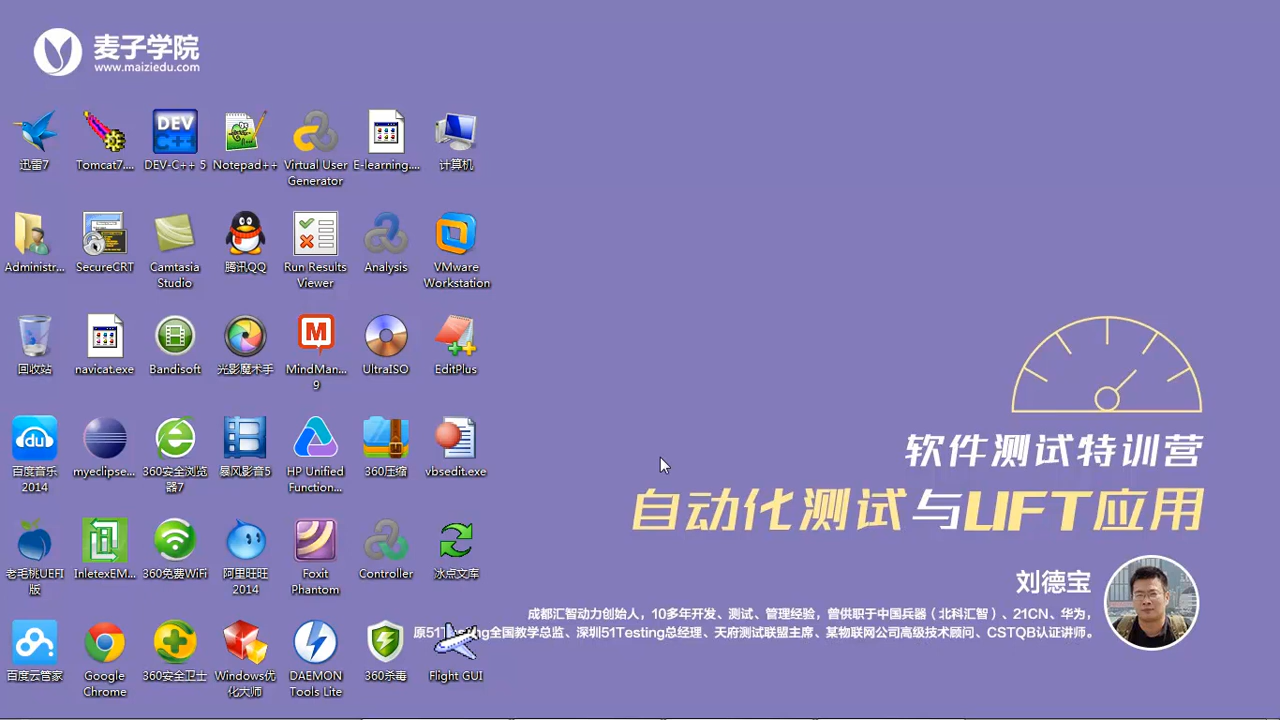 麦子学院
www.maiziedu.com
迅雷7
Tomcat7....
DEV-C++ 5
Notepad++
Virtual User
Generator
E-learning....
计算机
Administr...
SecureCRT
Camtasia
Studio
腾讯QQ
Run Results
Viewer
Analysis
VMware
Workstation
回收站
navicat.exe
Bandisoft
光影魔术手
MindMan...
9
UltraISO
EditPlus
百度音乐
2014
myeclipse...
360安全浏览
器7
暴风影音5
HP Unified
Function...
360压缩
vbsedit.exe
老毛桃UEFI
版
InletexEM...
360免费WiFi
阿里旺旺
2014
Foxit
Phantom
Controller
冰点文库
百度云管家
Google
Chrome
360安全卫士
Windows优
化大师
DAEMON
Tools Lite
360杀毒
Flight GUI
软件测试特训营
自动化测试与UFT应用
刘德宝
成都汇智动力创始人，10多年开发、测试、管理经验，曾供职于中国兵器（北科汇智）、21CN、华为，
原51Testing全国教学总监、深圳51Testing总经理、天府测试联盟主席、某物联网公司高级技术顾问、CSTQB认证讲师。